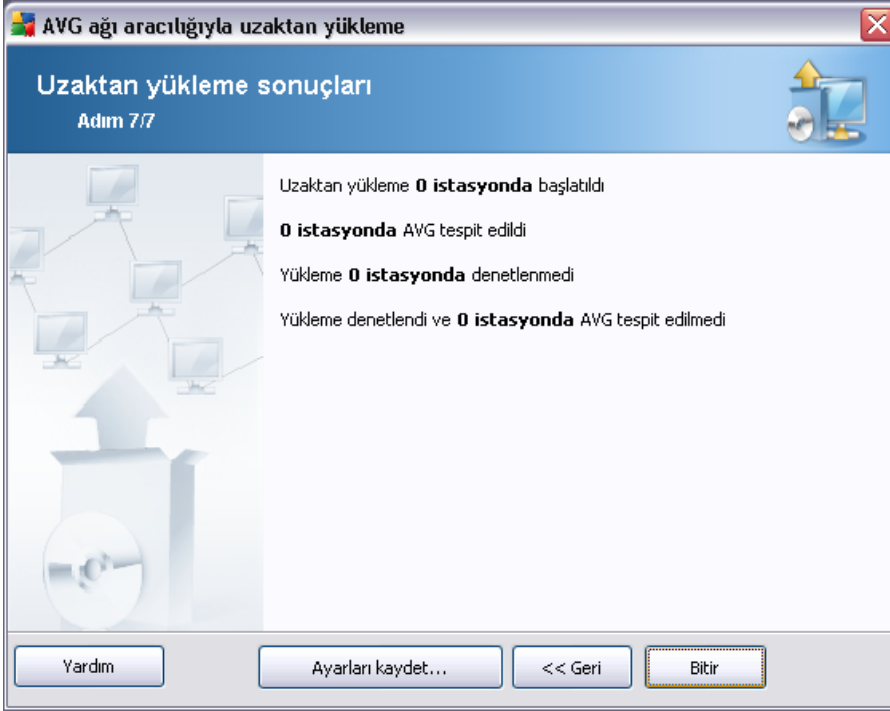 AVG ağı aracılığıyla uzaktan yükleme
Uzaktan yükleme sonuçları
Adım 7/7
Uzaktan yükleme 0 istasyonda başlatıldı
0 istasyonda AVG tespit edildi
Yükleme 0 istasyonda denetlenmedi
Yükleme denetlendi ve 0 istasyonda AVG tespit edilmedi
Yardım
Ayarları kaydet...
<< Geri
Bitir